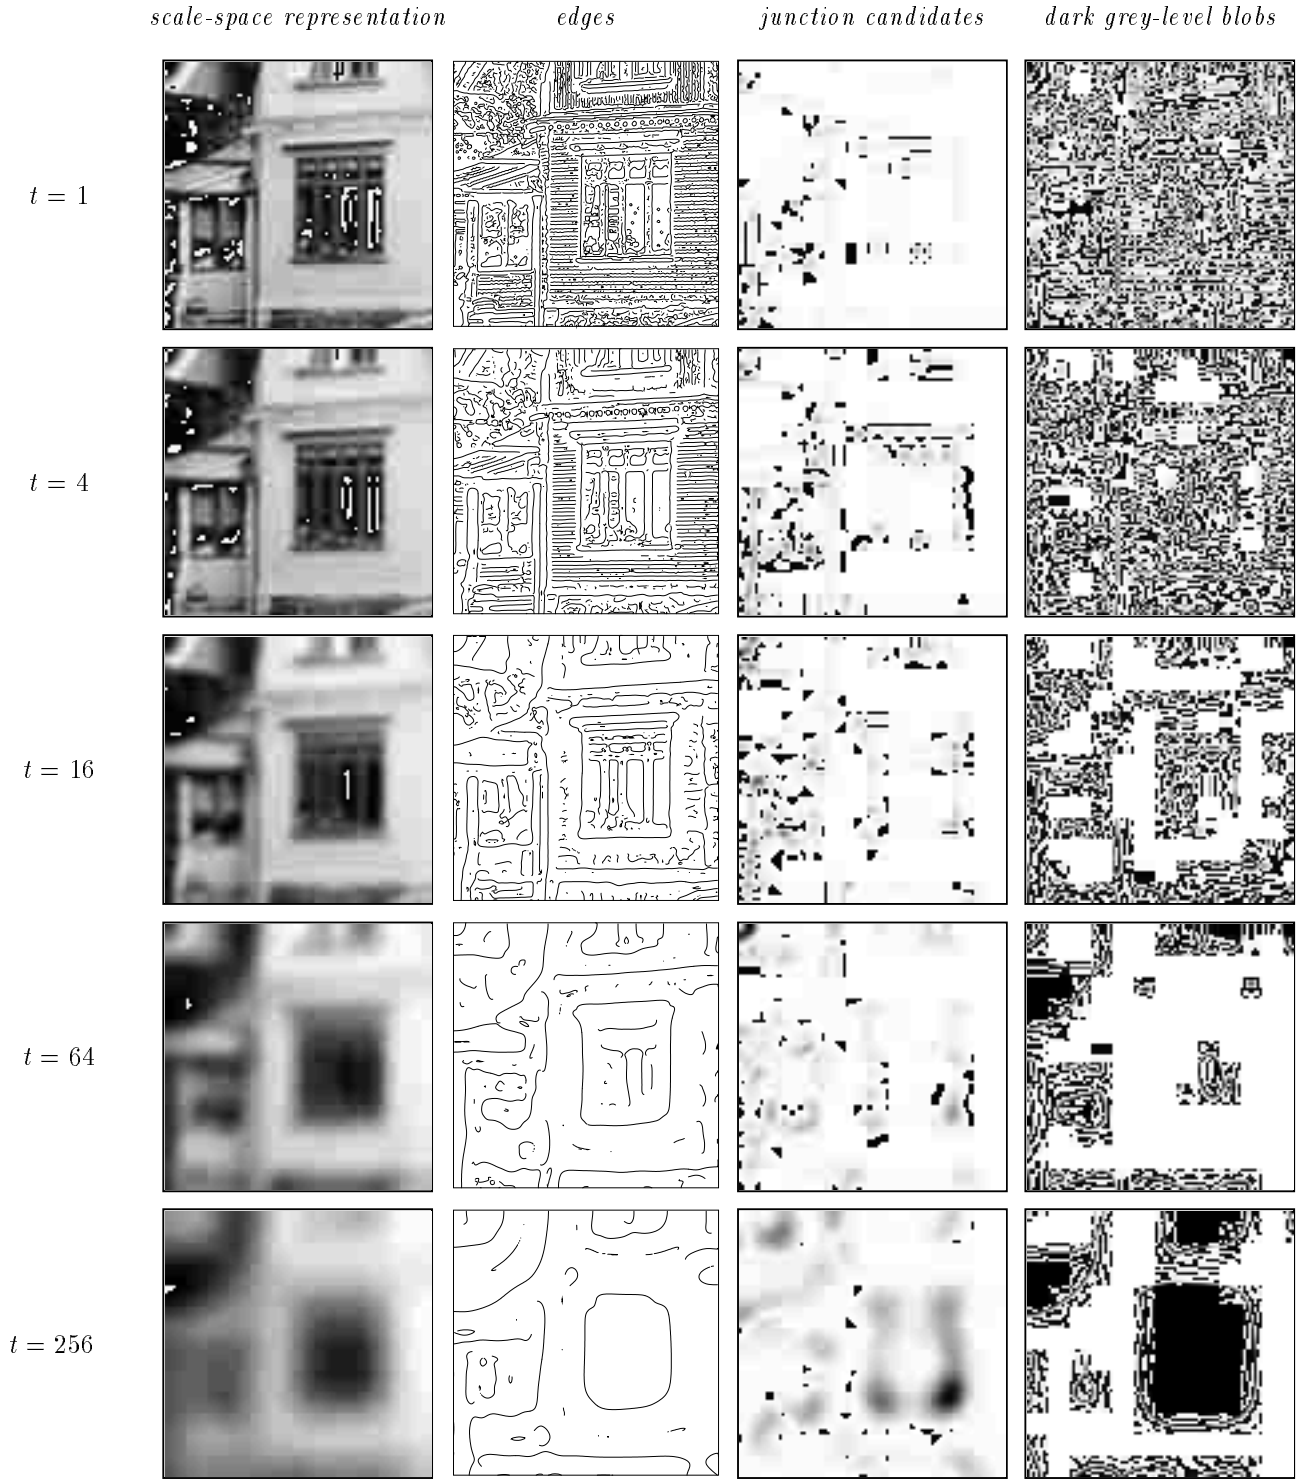 scale-space representation edges junction candidates dark grey-level blobs
t = 1
t = 4
t = 16
t = 64
t = 256